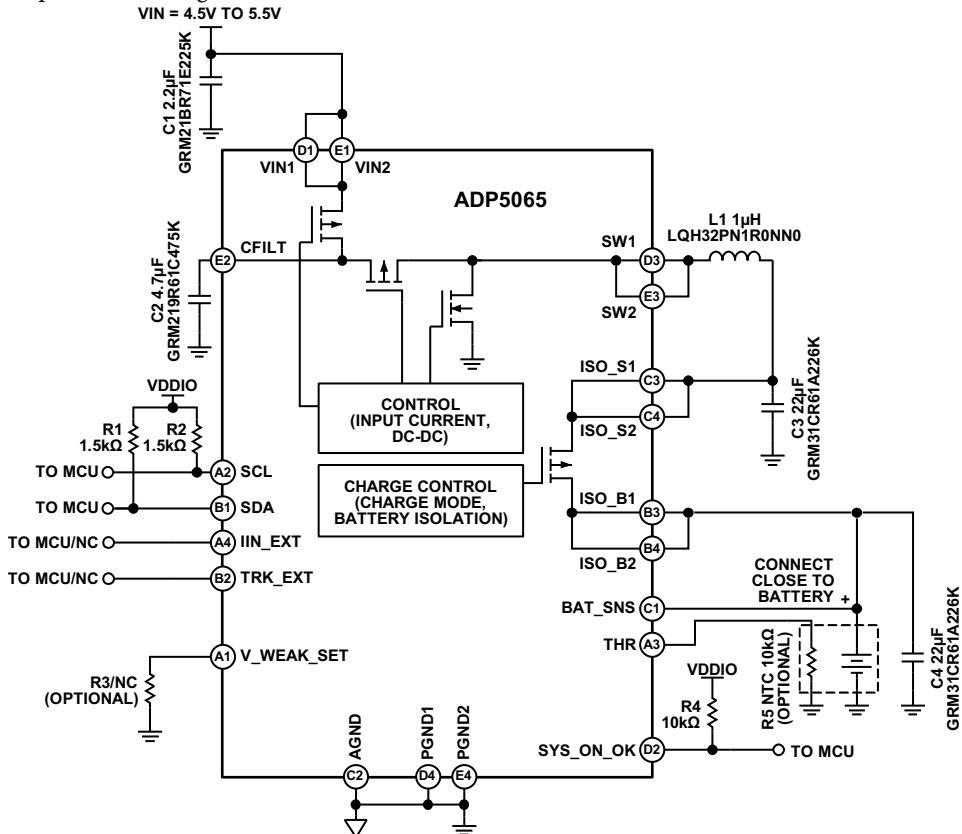 VIN = 4.5V TO 5.5V
C1 2.2µF
GRM21BR71E225K
D1
E1
VIN1
VIN2
ADP5065
L1 1µH
LQH32PN1R0NN0
CFILT
E2
SW1
D3
C2 4.7µF
GRM219R61C475K
E3
SW2
ISO_S1
C3
C4
ISO_S2
C3 22µF
GRM31CR61A226K
VDDIO
CONTROL
(INPUT CURRENT,
DC-DC)
R1
1.5kΩ
R2
1.5kΩ
TO MCU
A2
SCL
CHARGE CONTROL
(CHARGE MODE,
BATTERY ISOLATION)
TO MCU
B1
SDA
ISO_B1
B3
TO MCU/NC
A4
IIN_EXT
B4
ISO_B2
TO MCU/NC
B2
TRK_EXT
CONNECT
CLOSE TO
BATTERY
+
BAT_SNS
C1
THR
A3
A1
V_WEAK_SET
R3/NC
(OPTIONAL)
VDDIO
R4
10kΩ
R5 NTC 10kΩ
(OPTIONAL)
C4 22µF
GRM31CR61A226K
SYS_ON_OK
D2
TO MCU
AGND
PGND1
PGND2
C2
D4
E4